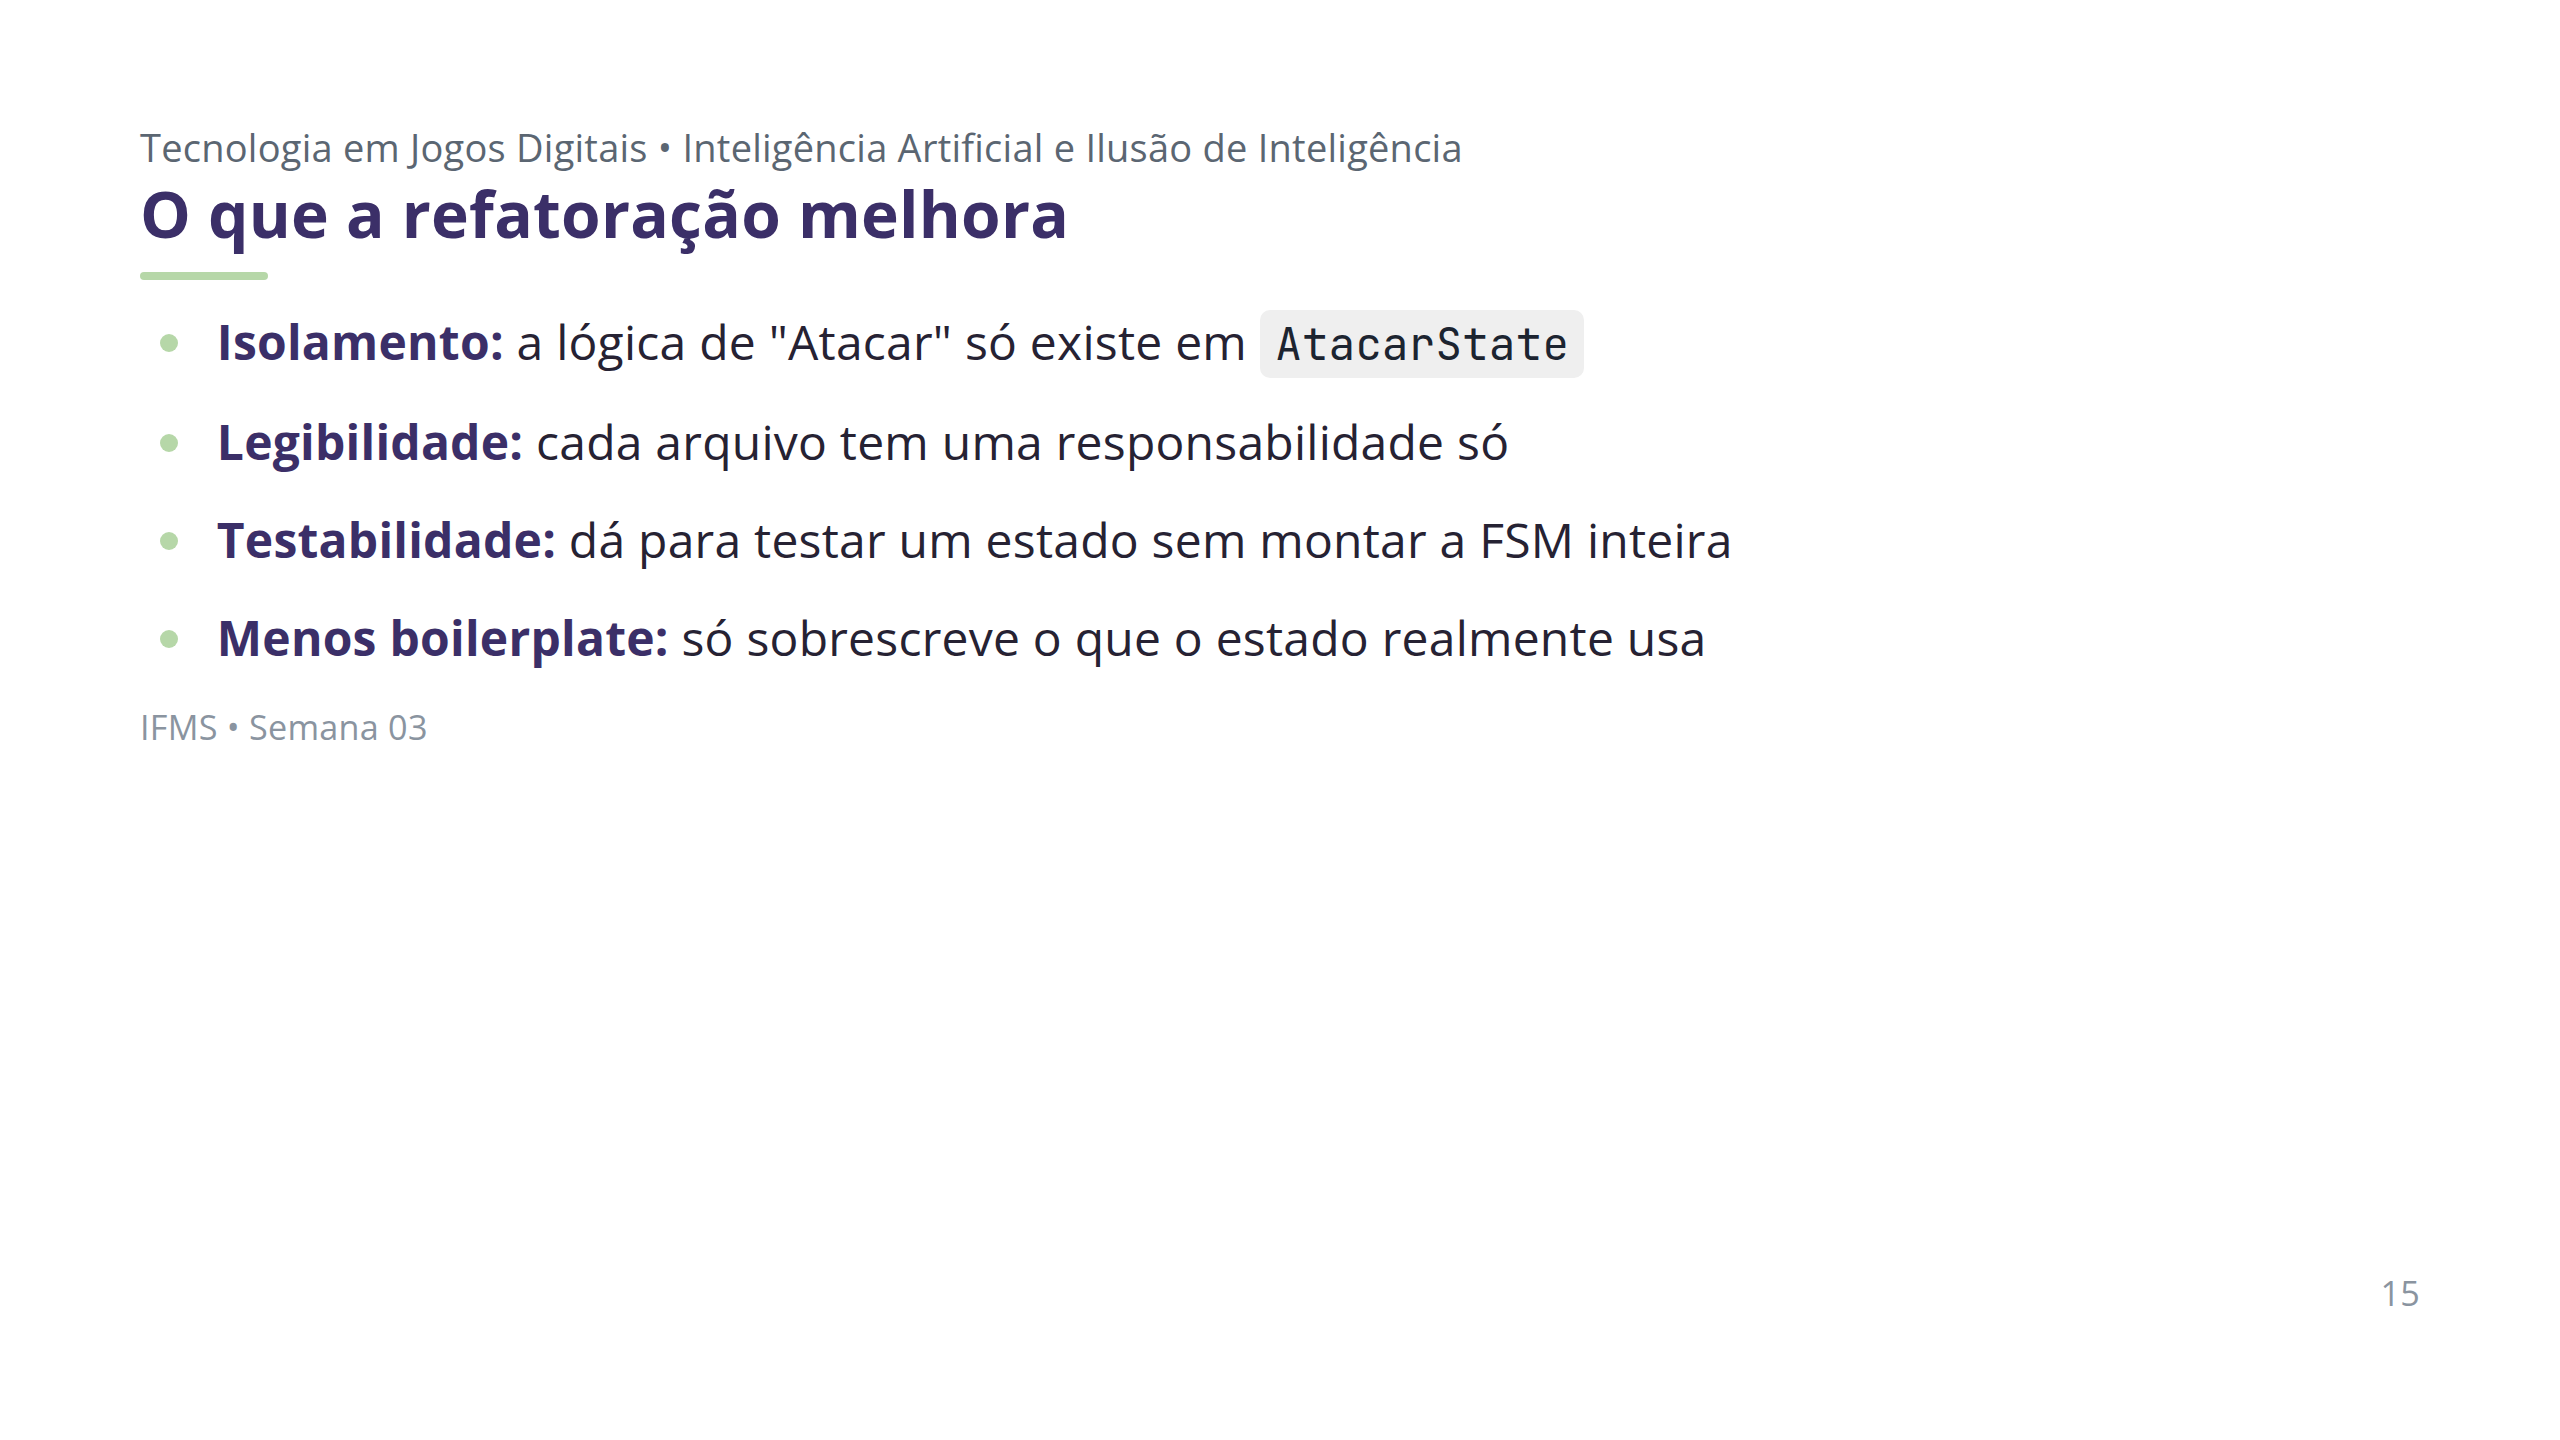 Tecnologia em Jogos Digitais • Inteligência Artificial e Ilusão de Inteligência
O que a refatoração melhora
Isolamento: a lógica de "Atacar" só existe em AtacarState
Legibilidade: cada arquivo tem uma responsabilidade só
Testabilidade: dá para testar um estado sem montar a FSM inteira
Menos boilerplate: só sobrescreve o que o estado realmente usa
IFMS • Semana 03
15